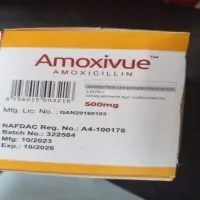 Amoxivue™
AMOXICILLIN
500mg
Mfg. Lic. No.: GAN20160103
NAFDAC Reg. No.: A4-100178
Batch No.: 322584
Mfg: 10/2023
Exp: 10/2026